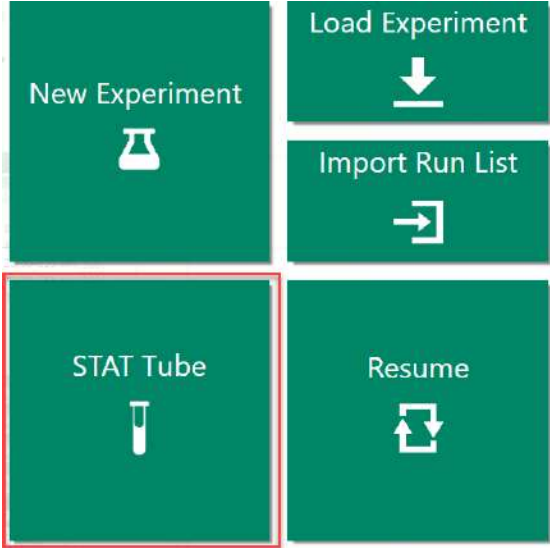 New Experiment
Load Experiment
Import Run List
STAT Tube
Resume